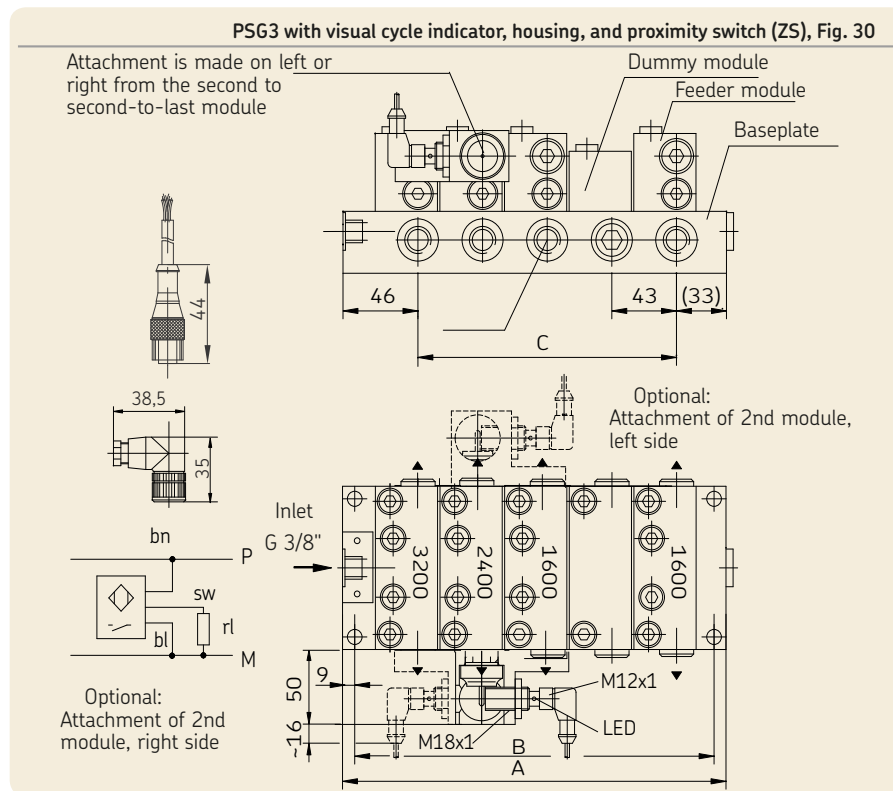 PSG3 with visual cycle indicator, housing, and proximity switch (ZS), Fig. 30
Attachment is made on left or
right from the second to
second-to-last module
Dummy module
Feeder module
Baseplate
44
46
43
(33)
C
38,5
35
Optional:
Attachment of 2nd module,
left side
Inlet
G 3/8"
3200
2400
1600
1600
bn
P
sw
rl
bl
M
Optional:
Attachment of 2nd
module, right side
9
50
~16
M12x1
LED
M18x1
B
A